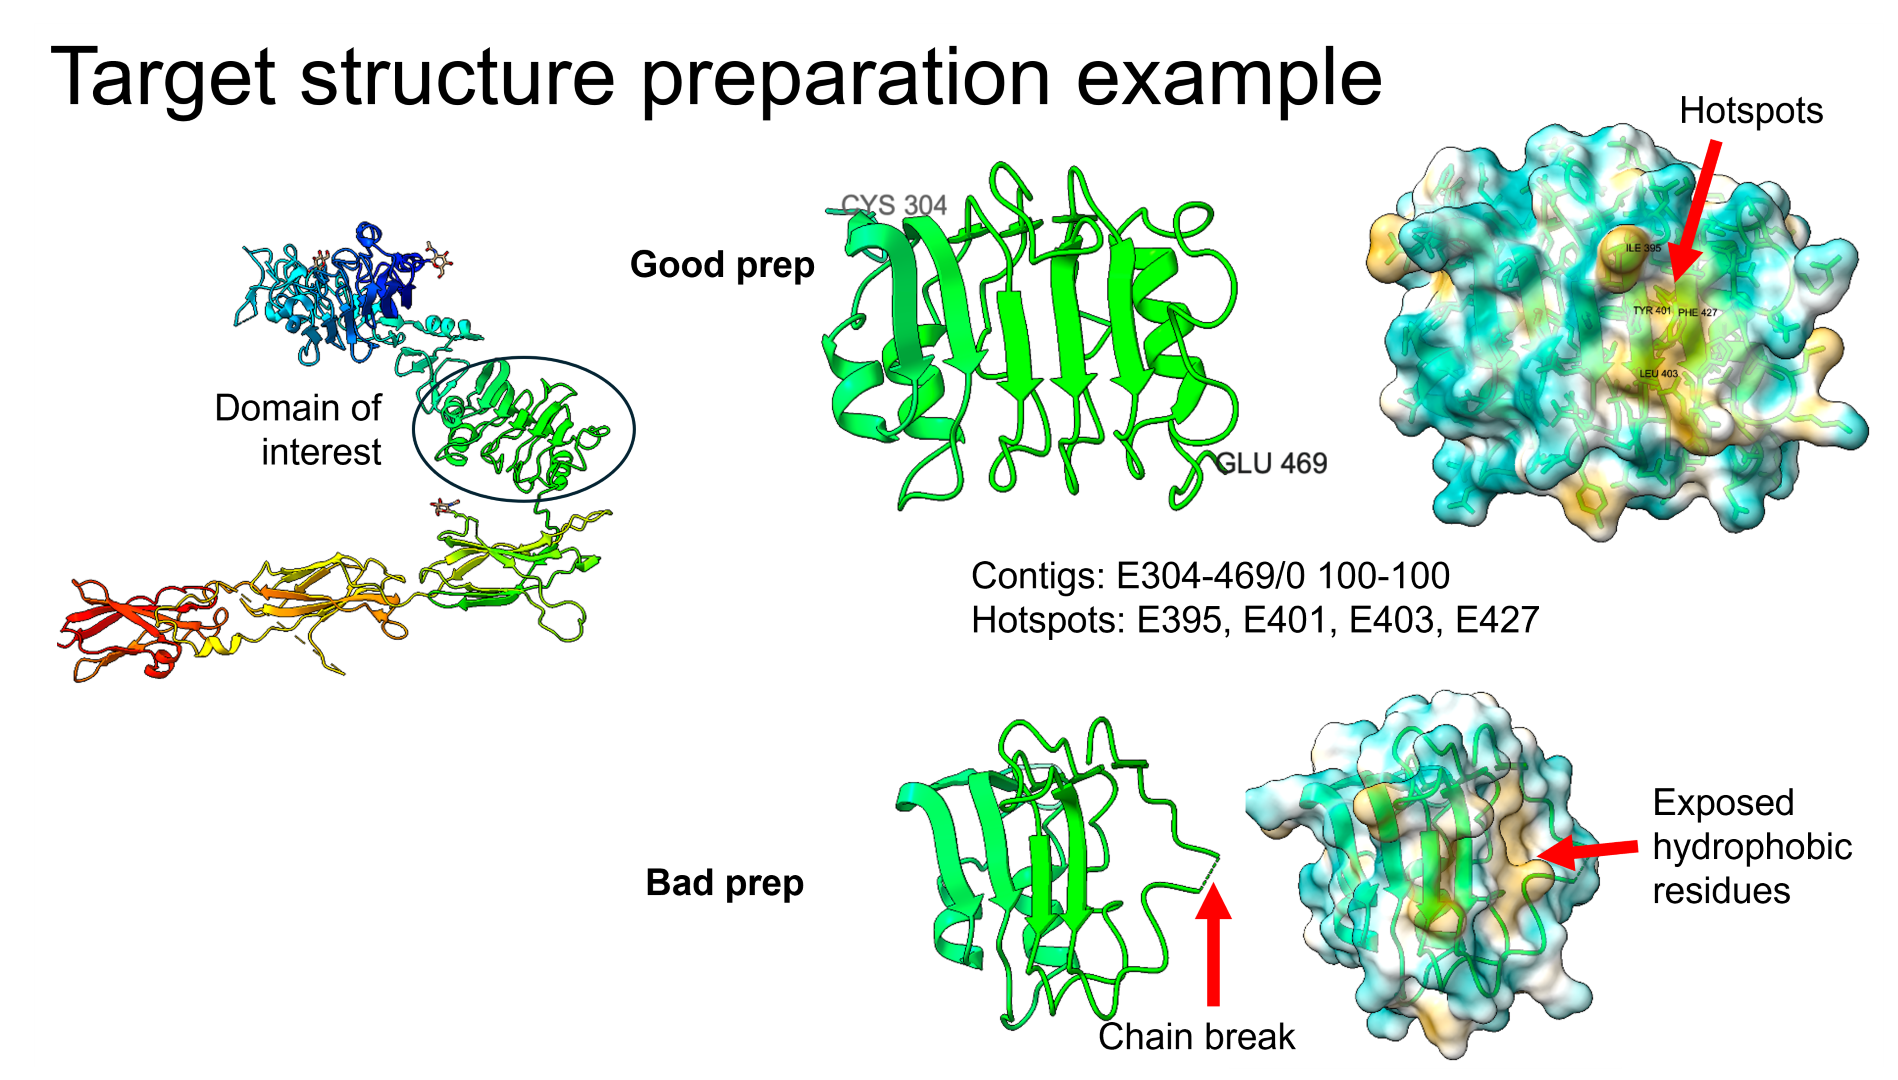 Target structure preparation example
Hotspots
CYS 304
Good prep
ILE 395
TYR 401 PHE 427
LEU 403
Domain of
interest
GLU 469
Contigs: E304-469/0 100-100
Hotspots: E395, E401, E403, E427
Bad prep
Exposed
hydrophobic
residues
Chain break